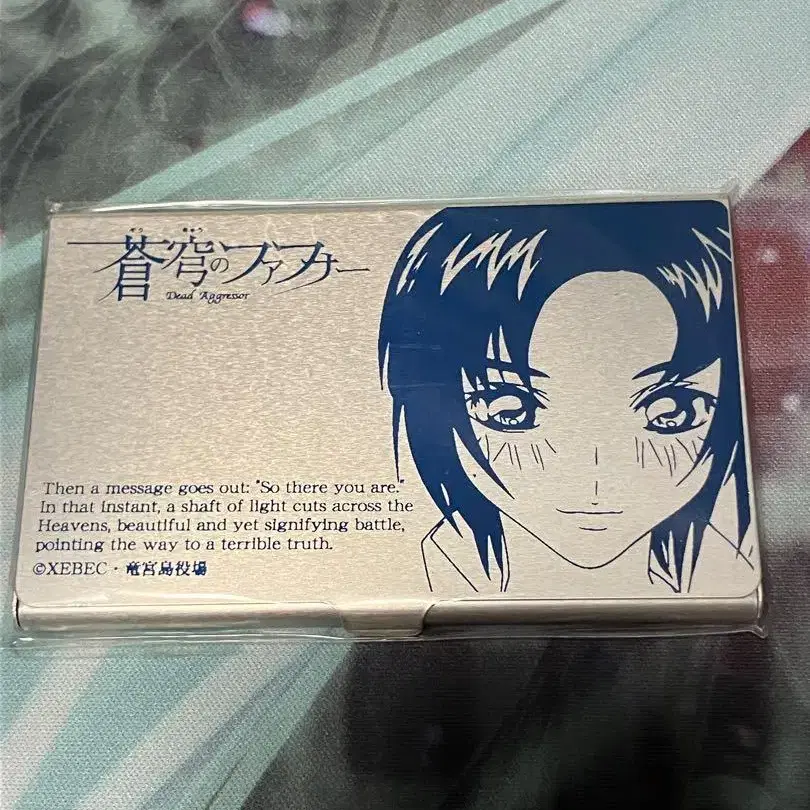 蒼穹のファフナー
Dead Aggressor
Then a message goes out: "So there you are."
In that instant, a shaft of light cuts across the
Heavens, beautiful and yet signifying battle,
pointing the way to a terrible truth.
©XEBEC・竜宮島役場